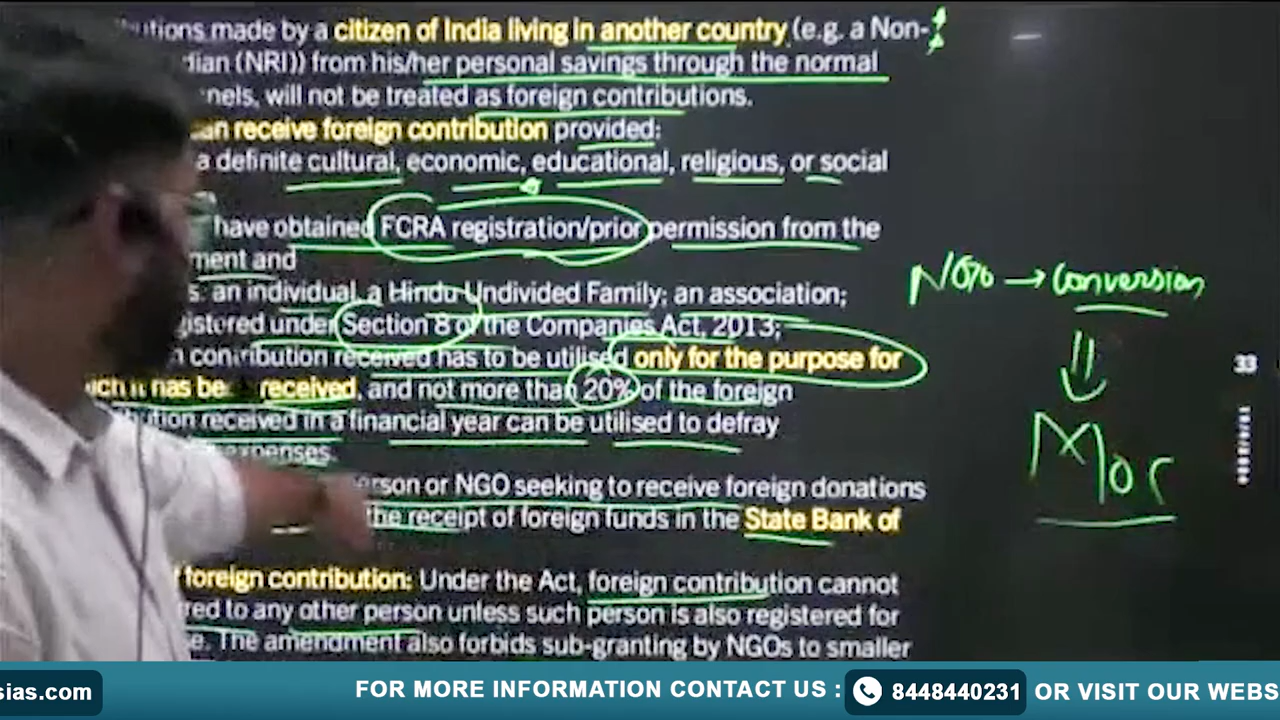 utions made by a citizen of India living in another country (e.g. a Non-
dian (NRI)) from his/her personal savings through the normal
nels, will not be treated as foreign contributions.
an receive foreign contribution provided:
a definite cultural, economic, educational, religious, or social
have obtained FCRA registration/prior permission from the
ment and
s: an individual, a Hindu Undivided Family; an association;
gistered under Section 8 of the Companies Act, 2013;
n contribution received has to be utilised only for the purpose for
ich it has be received, and not more than 20% of the foreign
bution received in a financial year can be utilised to defray
expenses.
erson or NGO seeking to receive foreign donations
the receipt of foreign funds in the State Bank of
f foreign contribution: Under the Act, foreign contribution cannot
red to any other person unless such person is also registered for
e. The amendment also forbids sub-granting by NGOs to smaller
NGOs → Conversion
33
sias.com FOR MORE INFORMATION CONTACT US : 8448440231 OR VISIT OUR WEBS